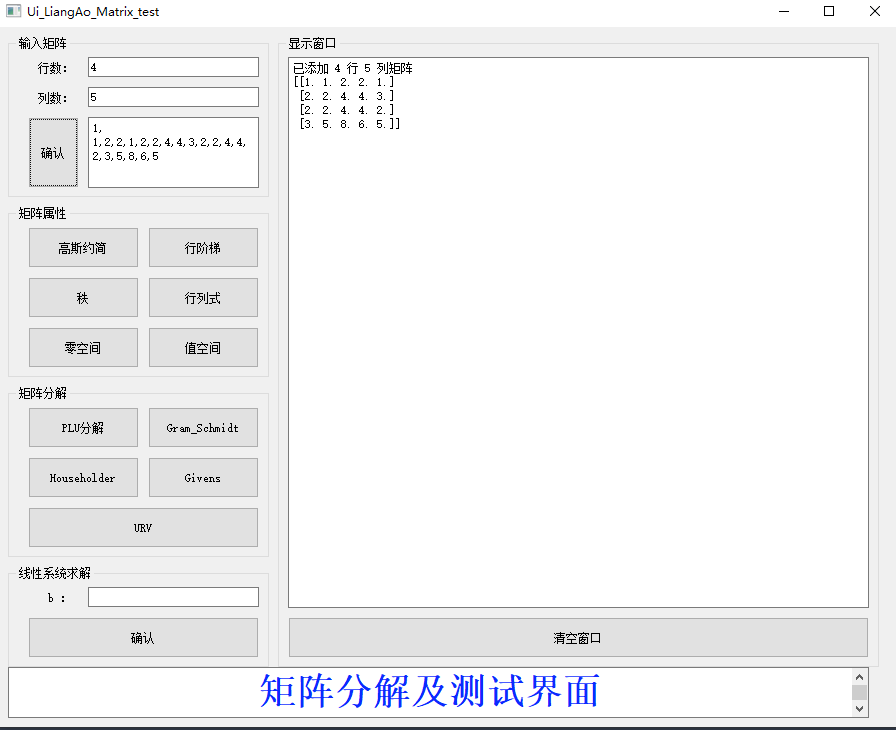 Ui_LiangAo_Matrix_test
输入矩阵
行数：
4
列数：
5
确认
1,
1,2,2,1,2,2,4,4,3,2,2,4,4,
2,3,5,8,6,5
矩阵属性
高斯约简
行阶梯
秩
行列式
零空间
值空间
矩阵分解
PLU分解
Gram_Schmidt
Householder
Givens
URV
线性系统求解
b ：
确认
显示窗口
已添加 4 行 5 列矩阵
[[1. 1. 2. 2. 1.]
[2. 2. 4. 4. 3.]
[2. 2. 4. 4. 2.]
[3. 5. 8. 6. 5.]]
清空窗口
矩阵分解及测试界面